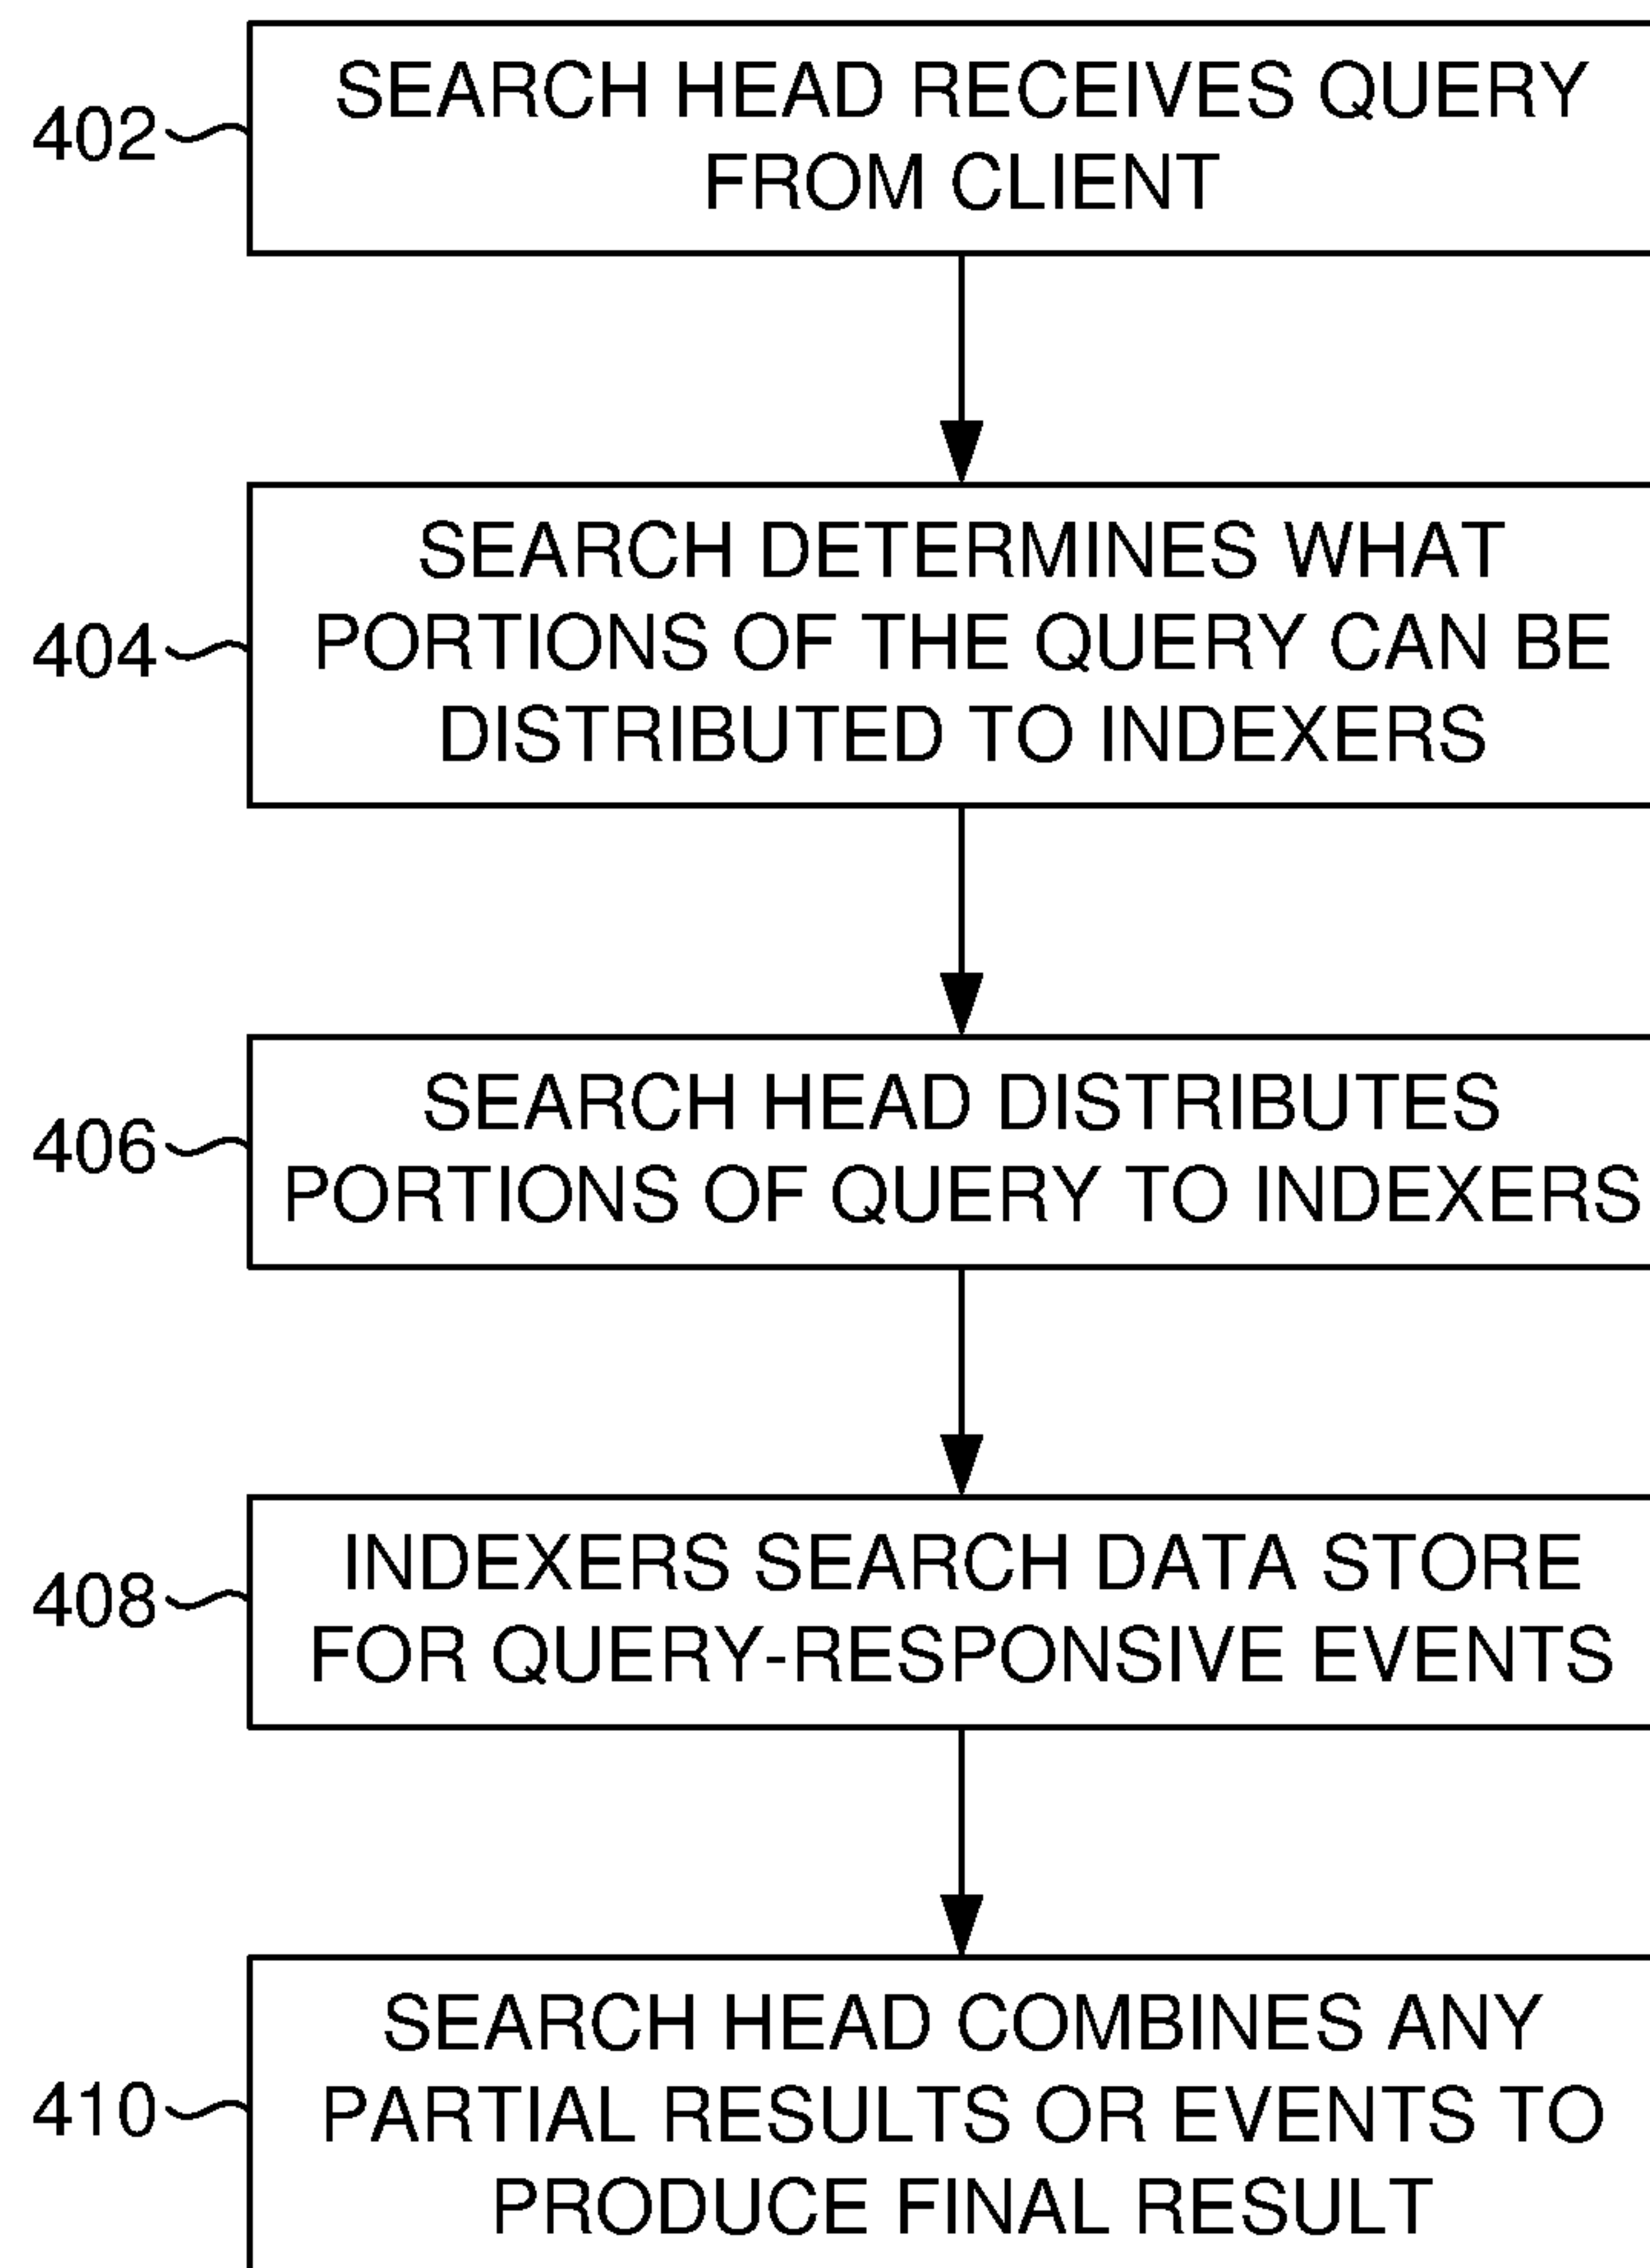 SEARCH HEAD RECEIVES QUERY
FROM CLIENT
402
SEARCH DETERMINES WHAT
PORTIONS OF THE QUERY CAN BE
DISTRIBUTED TO INDEXERS
404
SEARCH HEAD DISTRIBUTES
PORTIONS OF QUERY TO INDEXERS
406
INDEXERS SEARCH DATA STORE
FOR QUERY-RESPONSIVE EVENTS
408
SEARCH HEAD COMBINES ANY
PARTIAL RESULTS OR EVENTS TO
PRODUCE FINAL RESULT
410